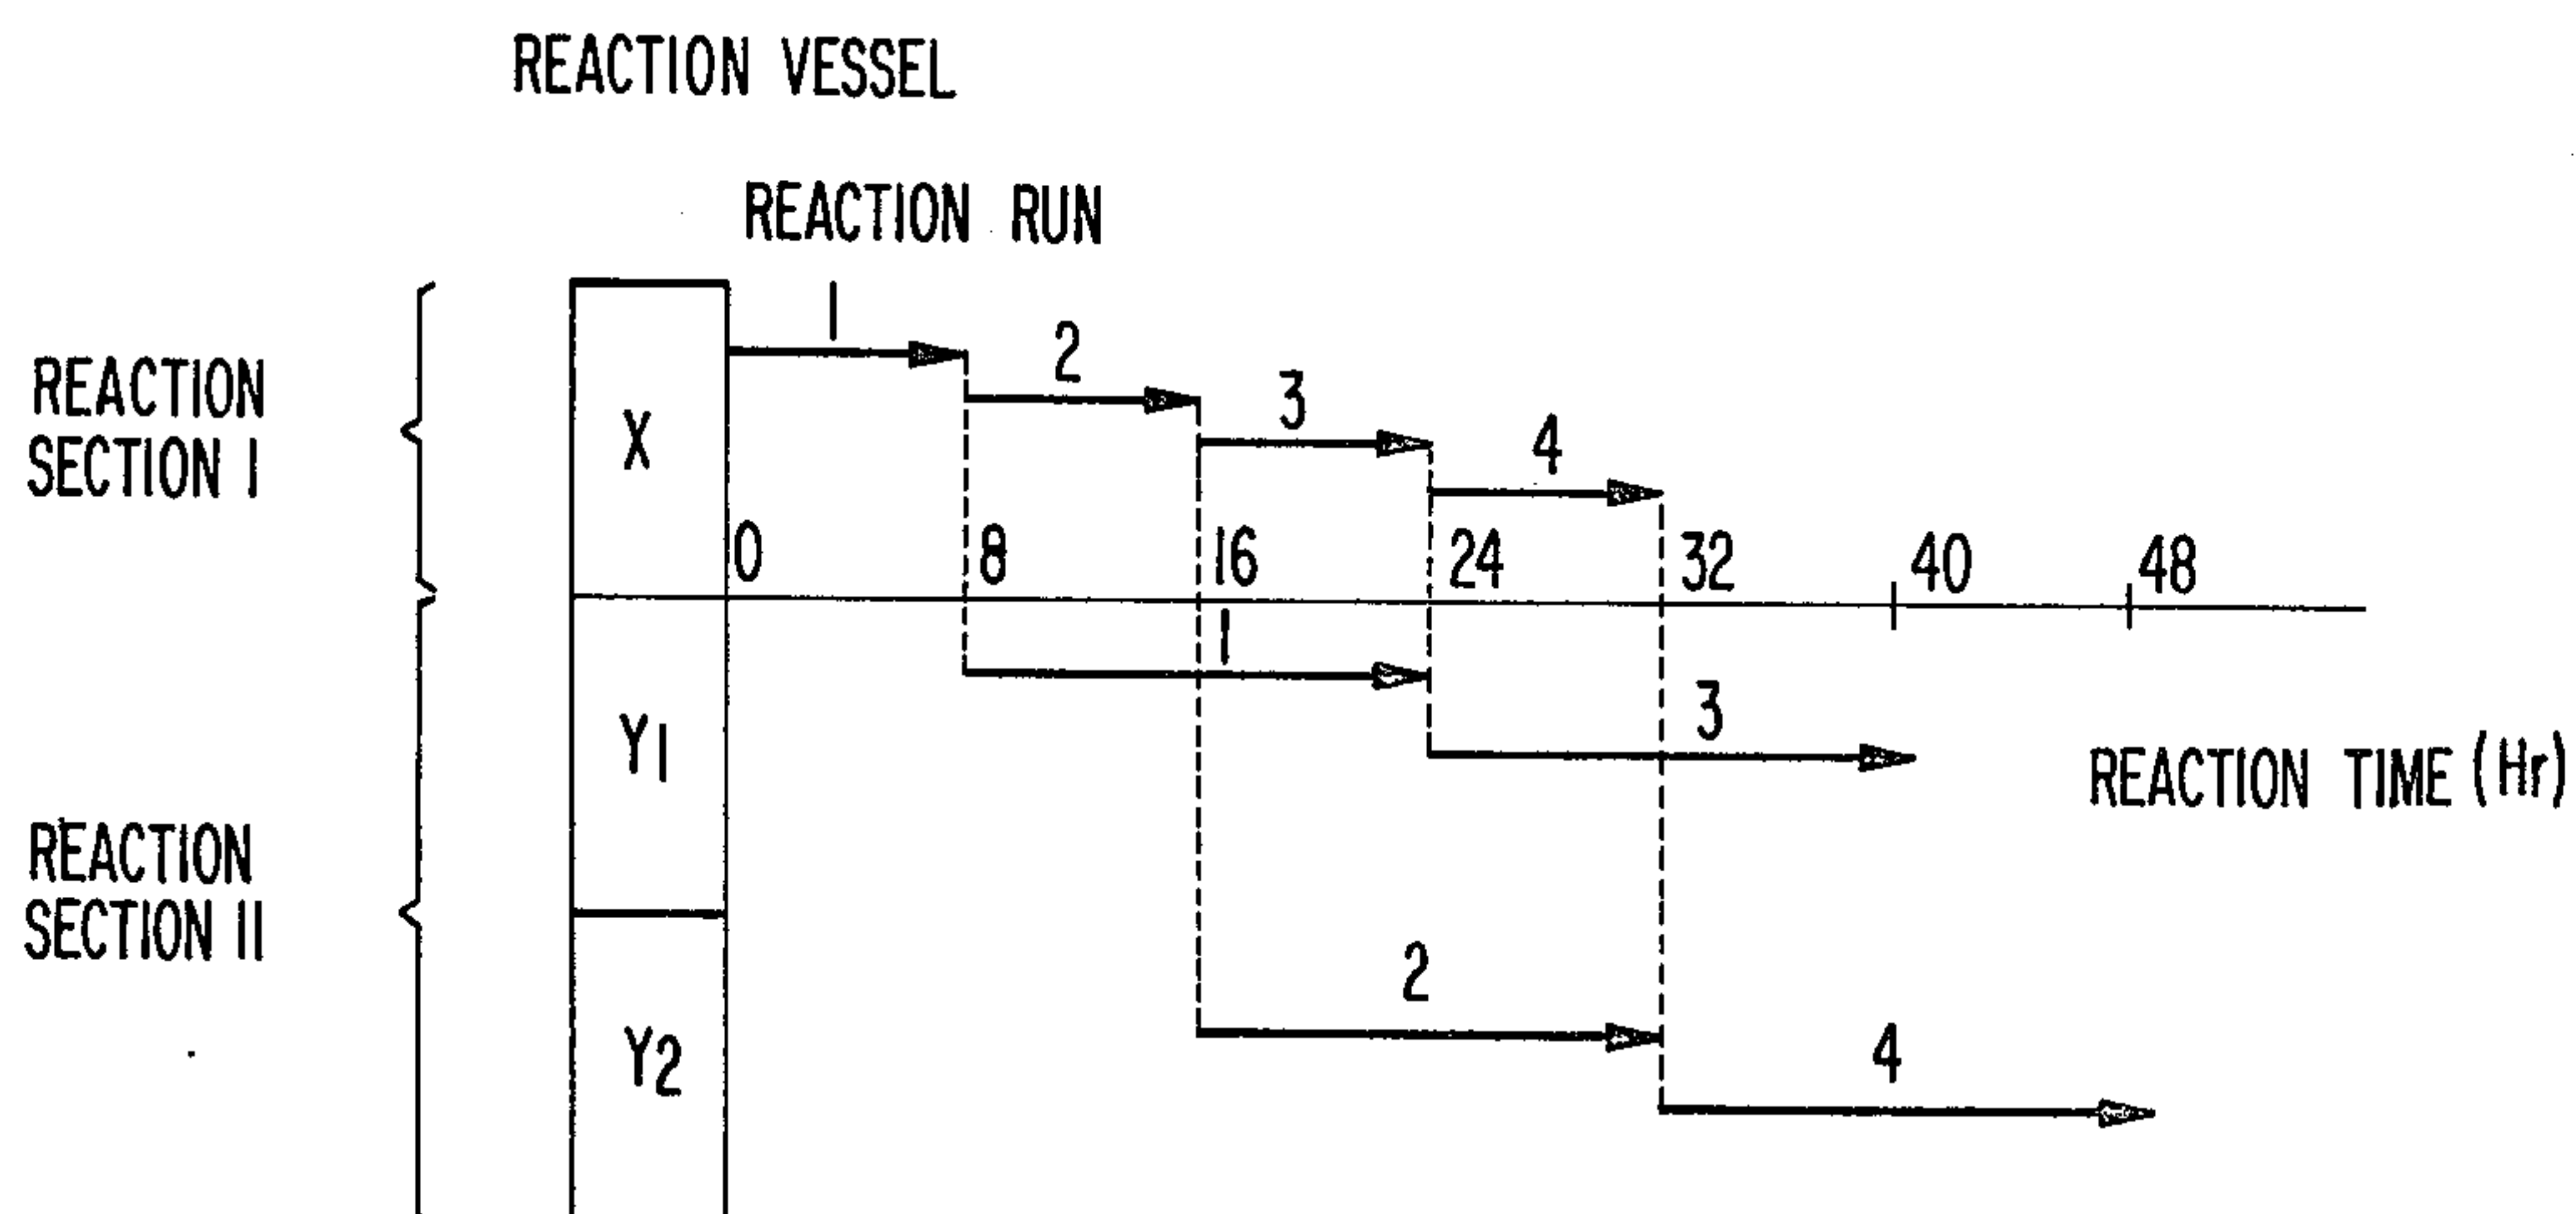 REACTION VESSEL
REACTION RUN
1
2
3
4
REACTION
SECTION I
X
0 8 16 24 32 40 48
1
3
Y1
REACTION TIME (Hr)
REACTION
SECTION II
2
4
Y2